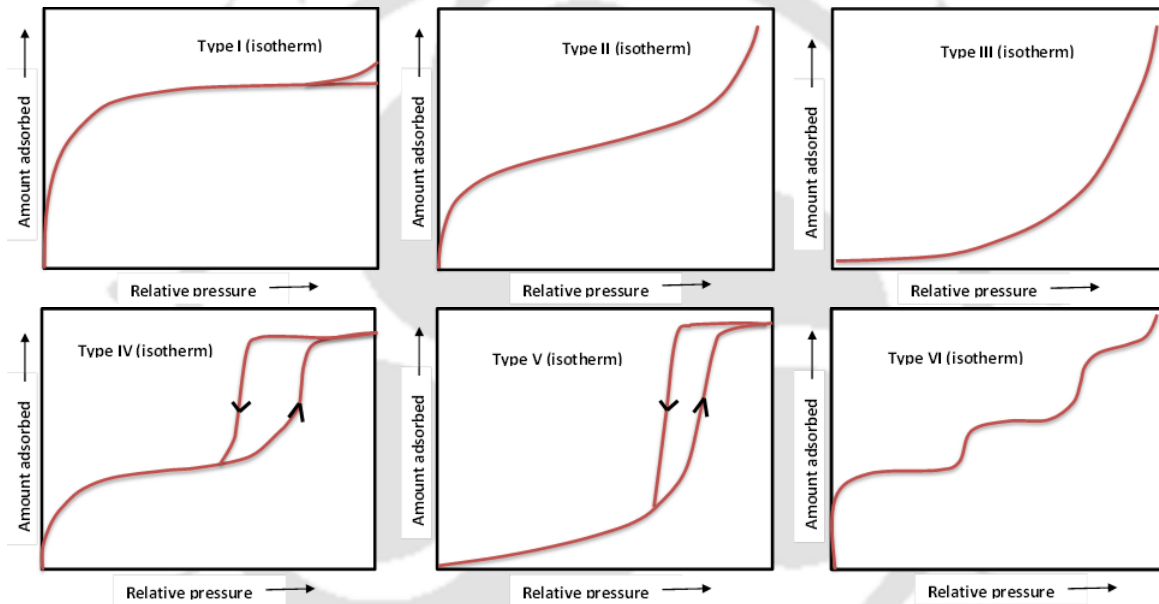 Type I (isotherm)
Amount adsorbed
Relative pressure
Type II (isotherm)
Amount adsorbed
Relative pressure
Type III (isotherm)
Amount adsorbed
Relative pressure
Type IV (isotherm)
Amount adsorbed
Relative pressure
Type V (isotherm)
Amount adsorbed
Relative pressure
Type VI (isotherm)
Amount adsorbed
Relative pressure